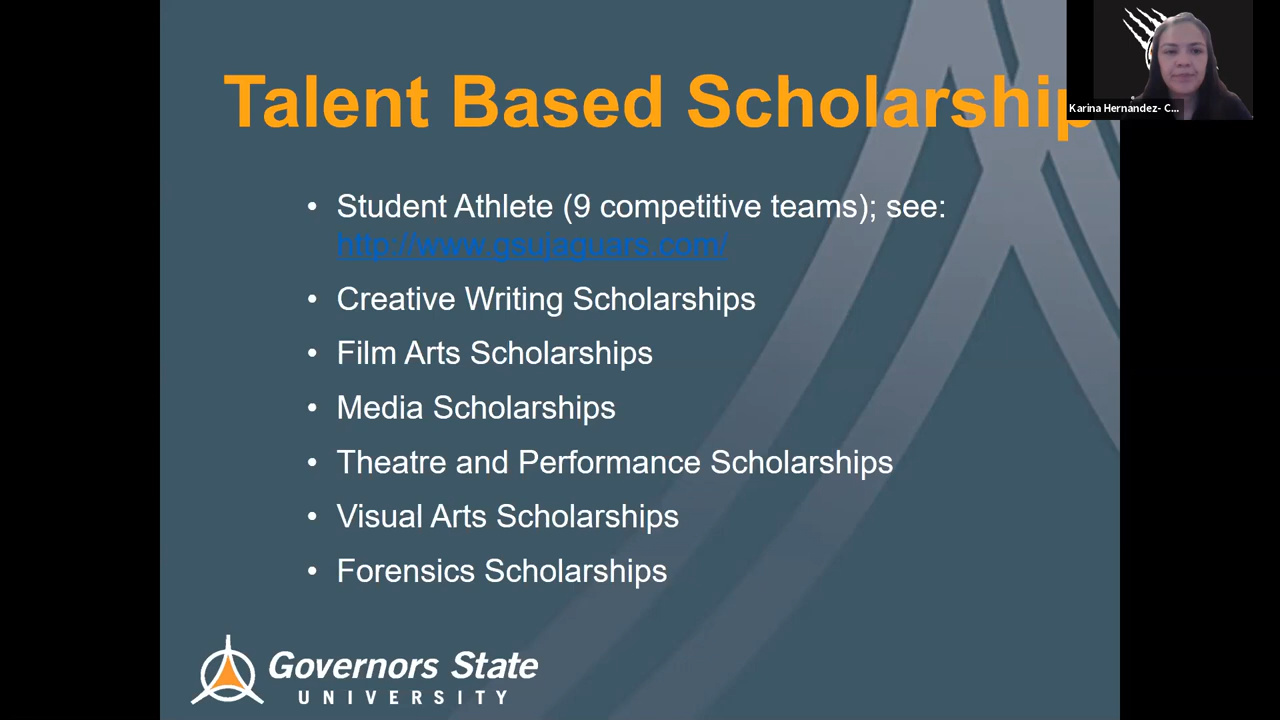 Talent Based Scholarship
Karina Hernandez- C...
• Student Athlete (9 competitive teams); see:
http://www.gsujaguars.com/
• Creative Writing Scholarships
• Film Arts Scholarships
• Media Scholarships
• Theatre and Performance Scholarships
• Visual Arts Scholarships
• Forensics Scholarships
Governors State
UNIVERSITY